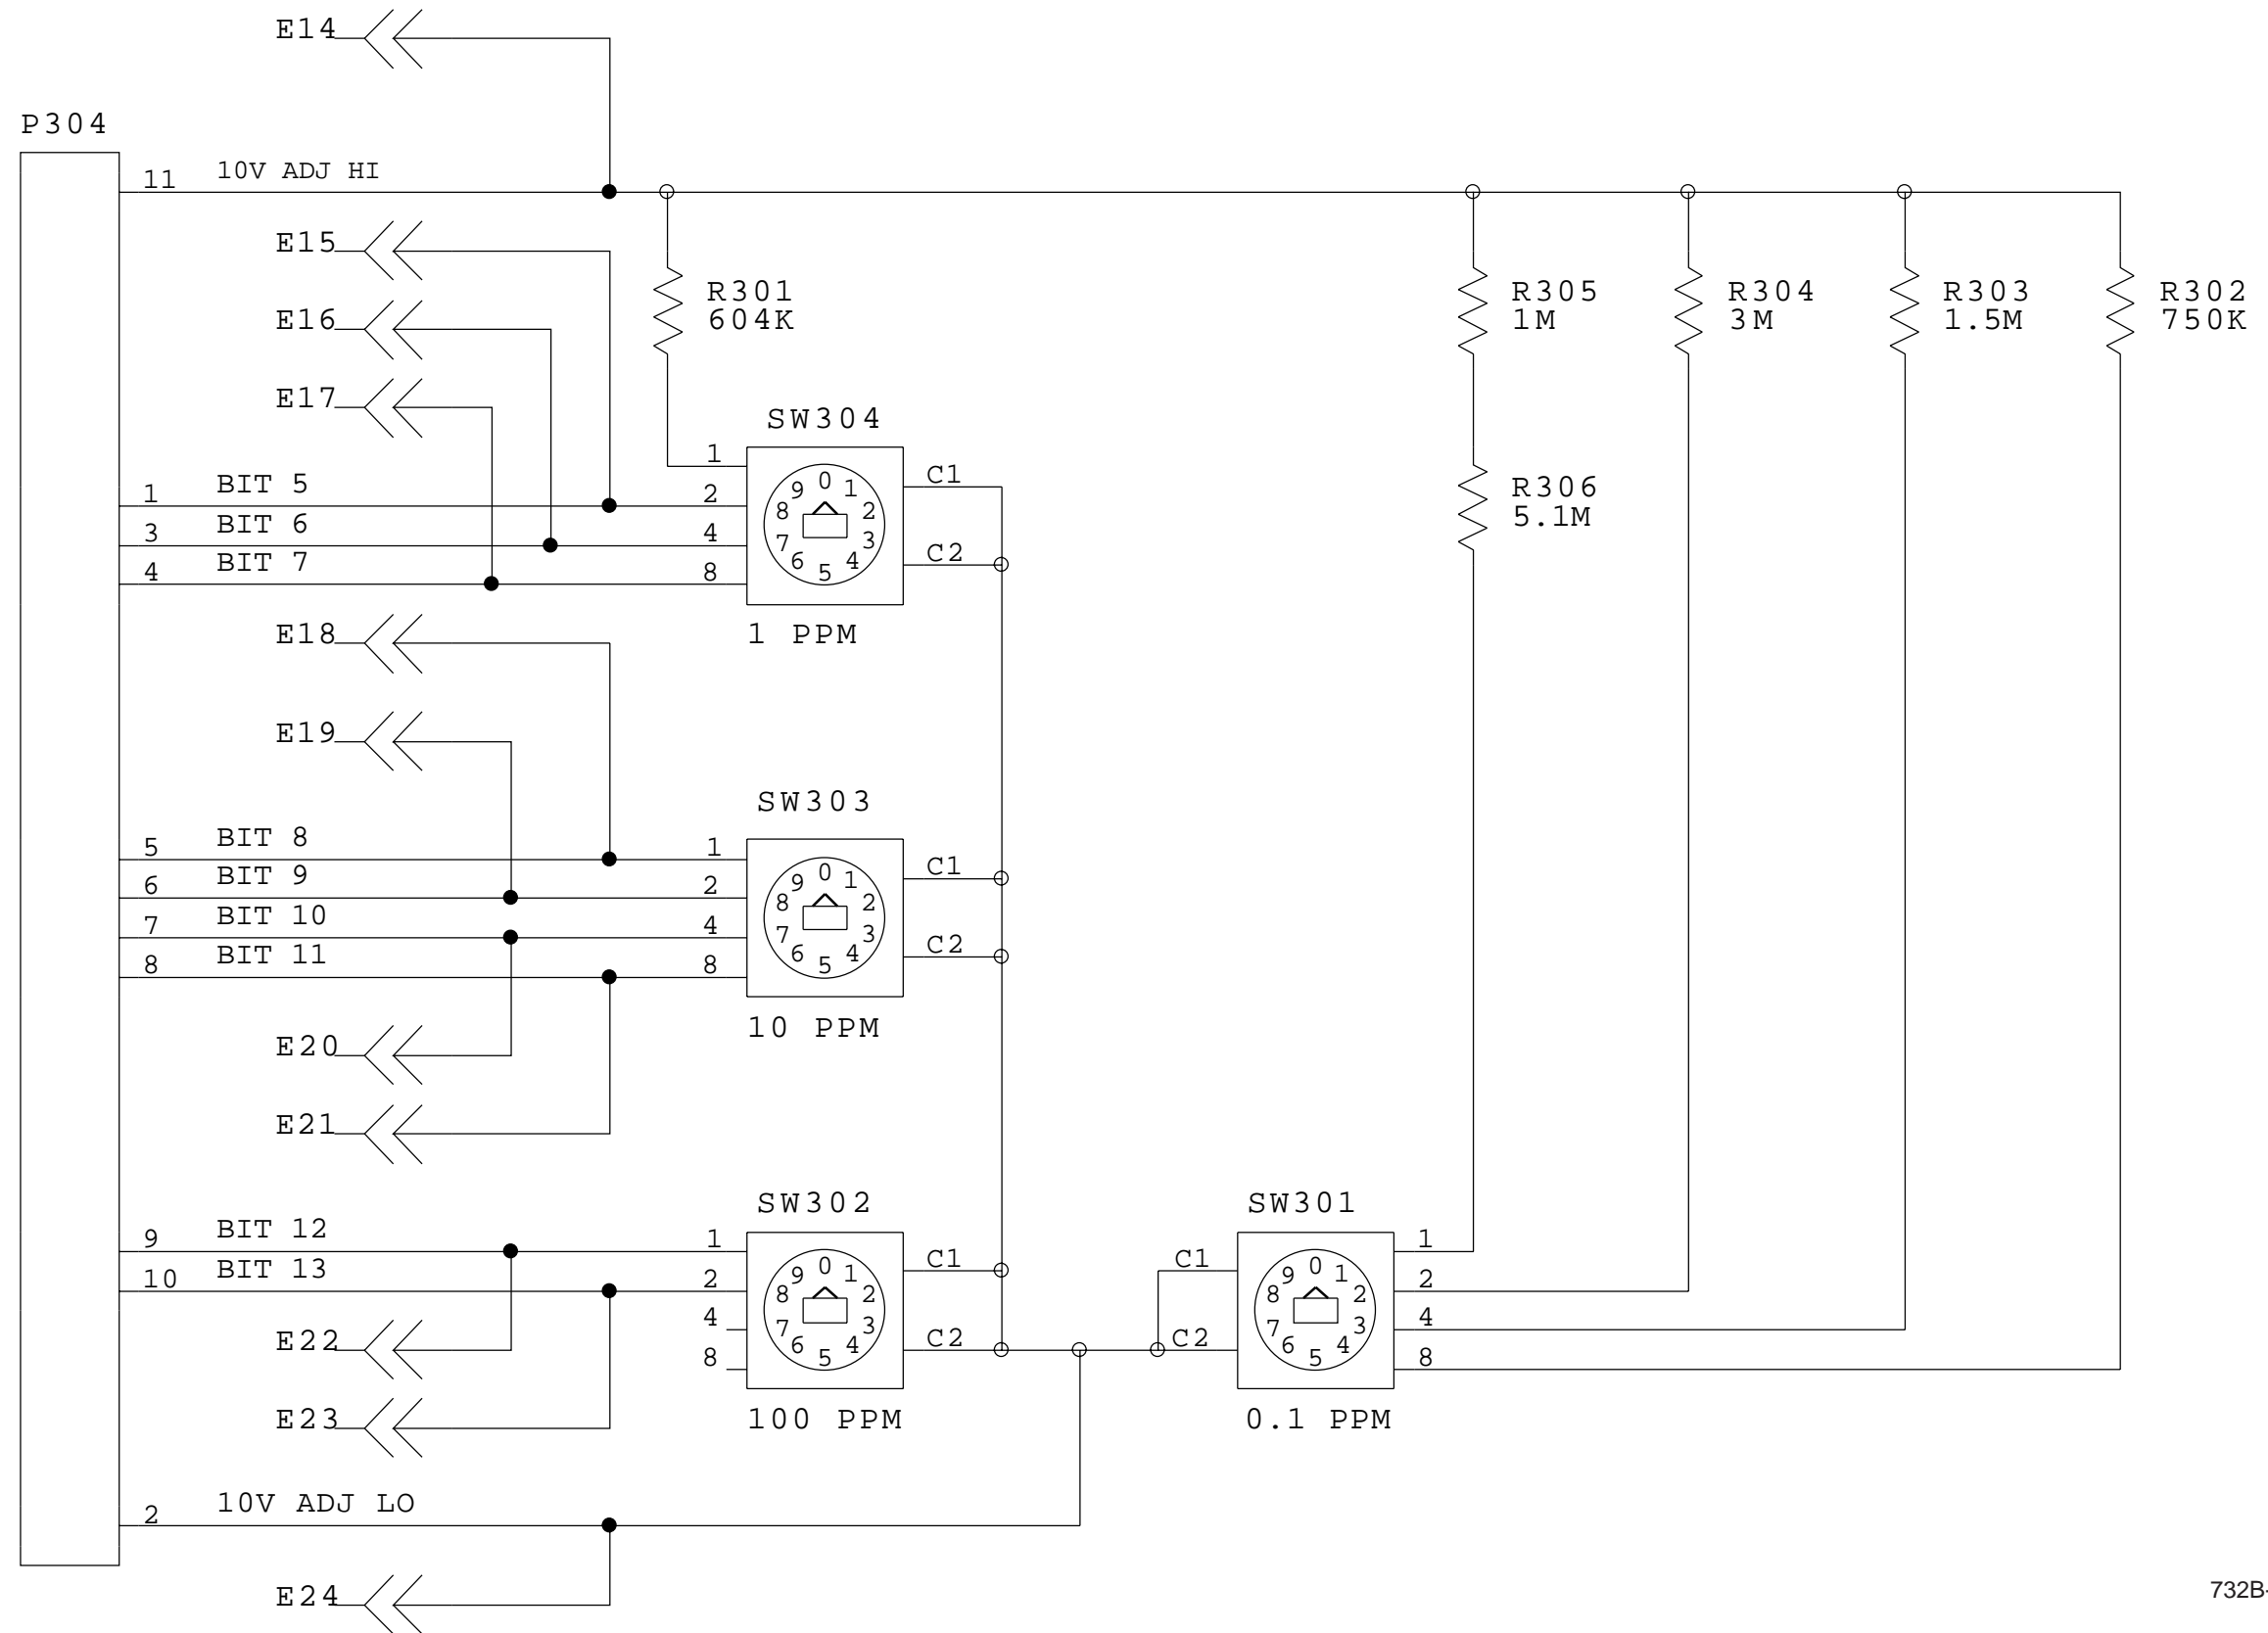 E14
P304
11 10V ADJ HI
E15
E16
E17
R301
604K
R305
1M
R304
3M
R303
1.5M
R302
750K
SW304
1
2
4
8
0
1
2
3
4
5
6
7
8
9
C1
C2
1 PPM
1 BIT 5
3 BIT 6
4 BIT 7
R306
5.1M
E18
E19
SW303
5 BIT 8
6 BIT 9
7 BIT 10
8 BIT 11
1
2
4
8
0
1
2
3
4
5
6
7
8
9
C1
C2
10 PPM
E20
E21
SW302
9 BIT 12
10 BIT 13
1
2
4
8
0
1
2
3
4
5
6
7
8
9
C1
C2
100 PPM
SW301
C1
C2
0
1
2
3
4
5
6
7
8
9
1
2
4
8
0.1 PPM
E22
E23
2 10V ADJ LO
E24
732B-